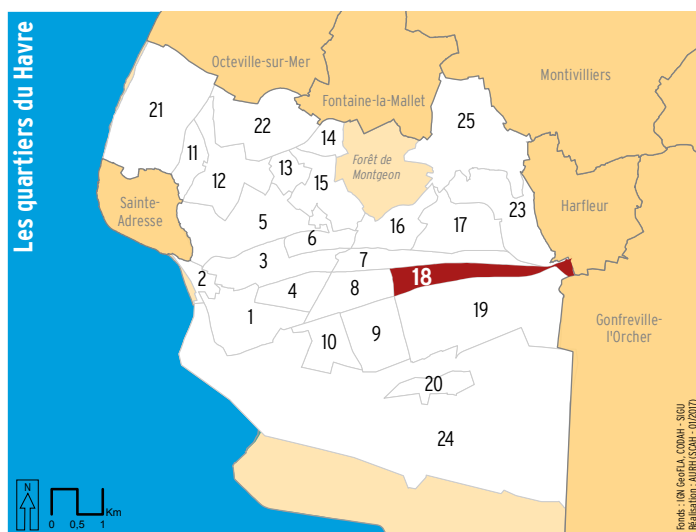 Les quartiers du Havre
Octeville-sur-Mer
Montivilliers
Fontaine-la-Mallet
21
22
14
25
11
13
Forêt de
Montgeon
12
15
Sainte-
Adresse
Harfleur
5
16
17
23
6
3
7
2
18
4
8
1
19
Gonfreville-
l'Orcher
10
9
20
24
N
0 0,5 1 Km
Fonds : IGN GeoFLA, CODAH - SIGU
Réalisation : AURH (SCAH - 01/2017)